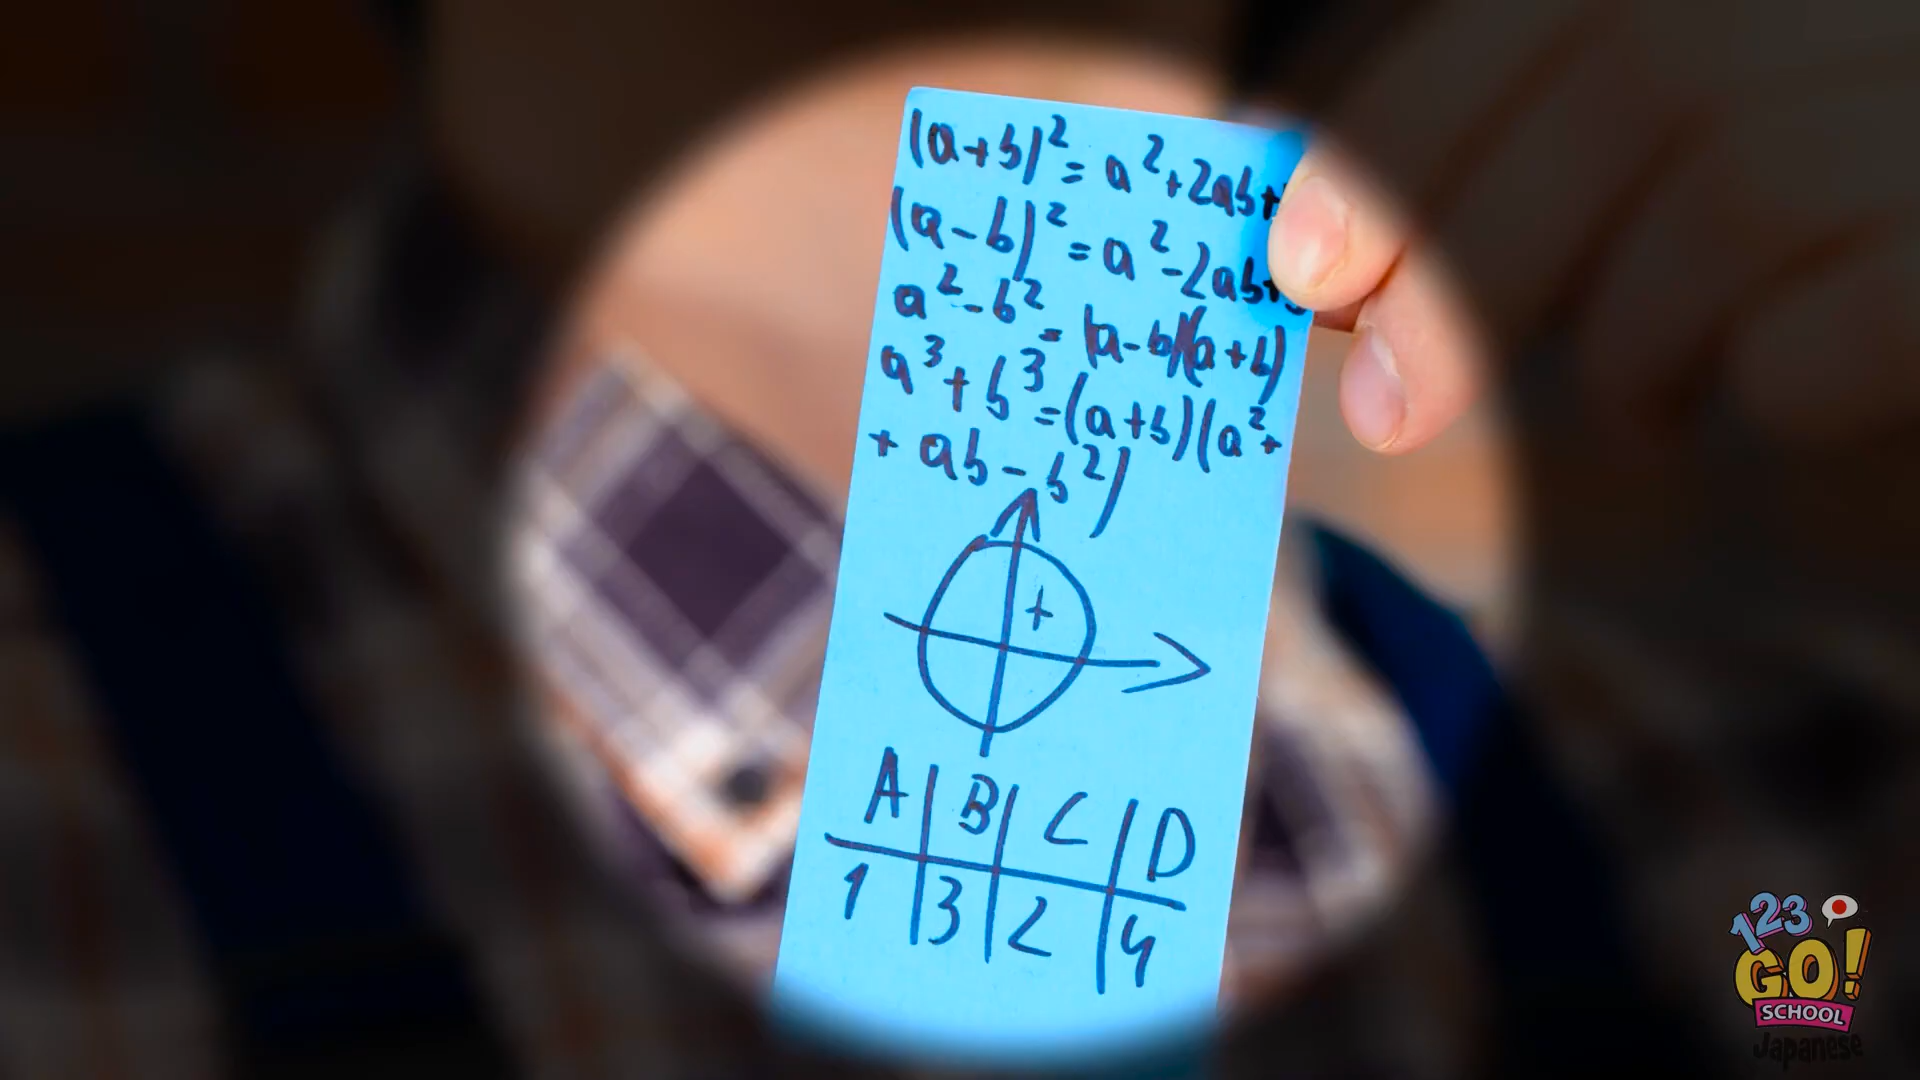 (a+b)² = a²+2ab+
(a-b)² = a²-2ab+
a²-b² = (a-b)(a+b)
a³+b³=(a+b)(a²+
+ ab-b²)
+
A B C D
1 3 2 4
123
GO!
SCHOOL
Japanese